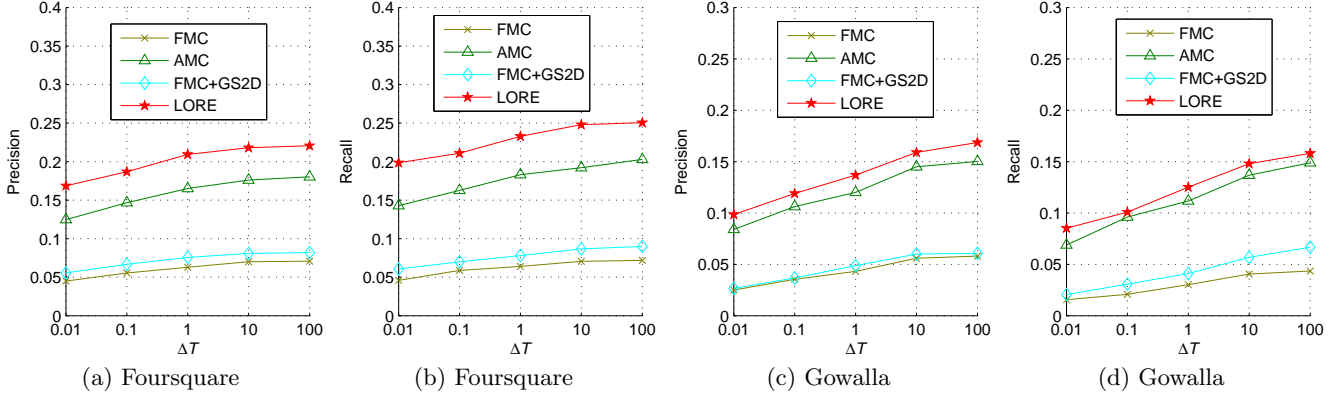 0.4
0.35
0.3
0.25
0.2
0.15
0.1
0.05
0
Precision
FMC
AMC
FMC+GS2D
LORE
0.01 0.1 1 10 100
ΔT
(a) Foursquare
0.4
0.35
0.3
0.25
0.2
0.15
0.1
0.05
0
Recall
FMC
AMC
FMC+GS2D
LORE
0.01 0.1 1 10 100
ΔT
(b) Foursquare
0.3
0.25
0.2
0.15
0.1
0.05
0
Precision
FMC
AMC
FMC+GS2D
LORE
0.01 0.1 1 10 100
ΔT
(c) Gowalla
0.3
0.25
0.2
0.15
0.1
0.05
0
Recall
FMC
AMC
FMC+GS2D
LORE
0.01 0.1 1 10 100
ΔT
(d) Gowalla